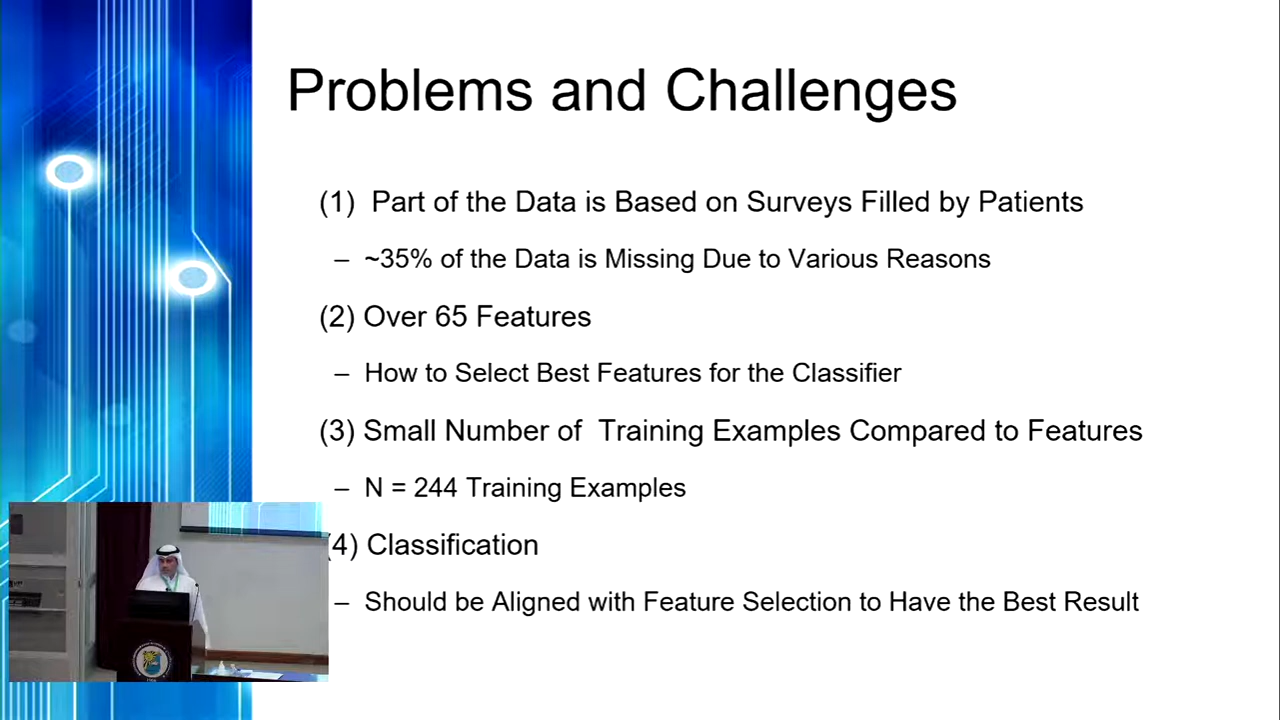 Problems and Challenges
(1) Part of the Data is Based on Surveys Filled by Patients
– ~35% of the Data is Missing Due to Various Reasons
(2) Over 65 Features
– How to Select Best Features for the Classifier
(3) Small Number of Training Examples Compared to Features
– N = 244 Training Examples
(4) Classification
– Should be Aligned with Feature Selection to Have the Best Result